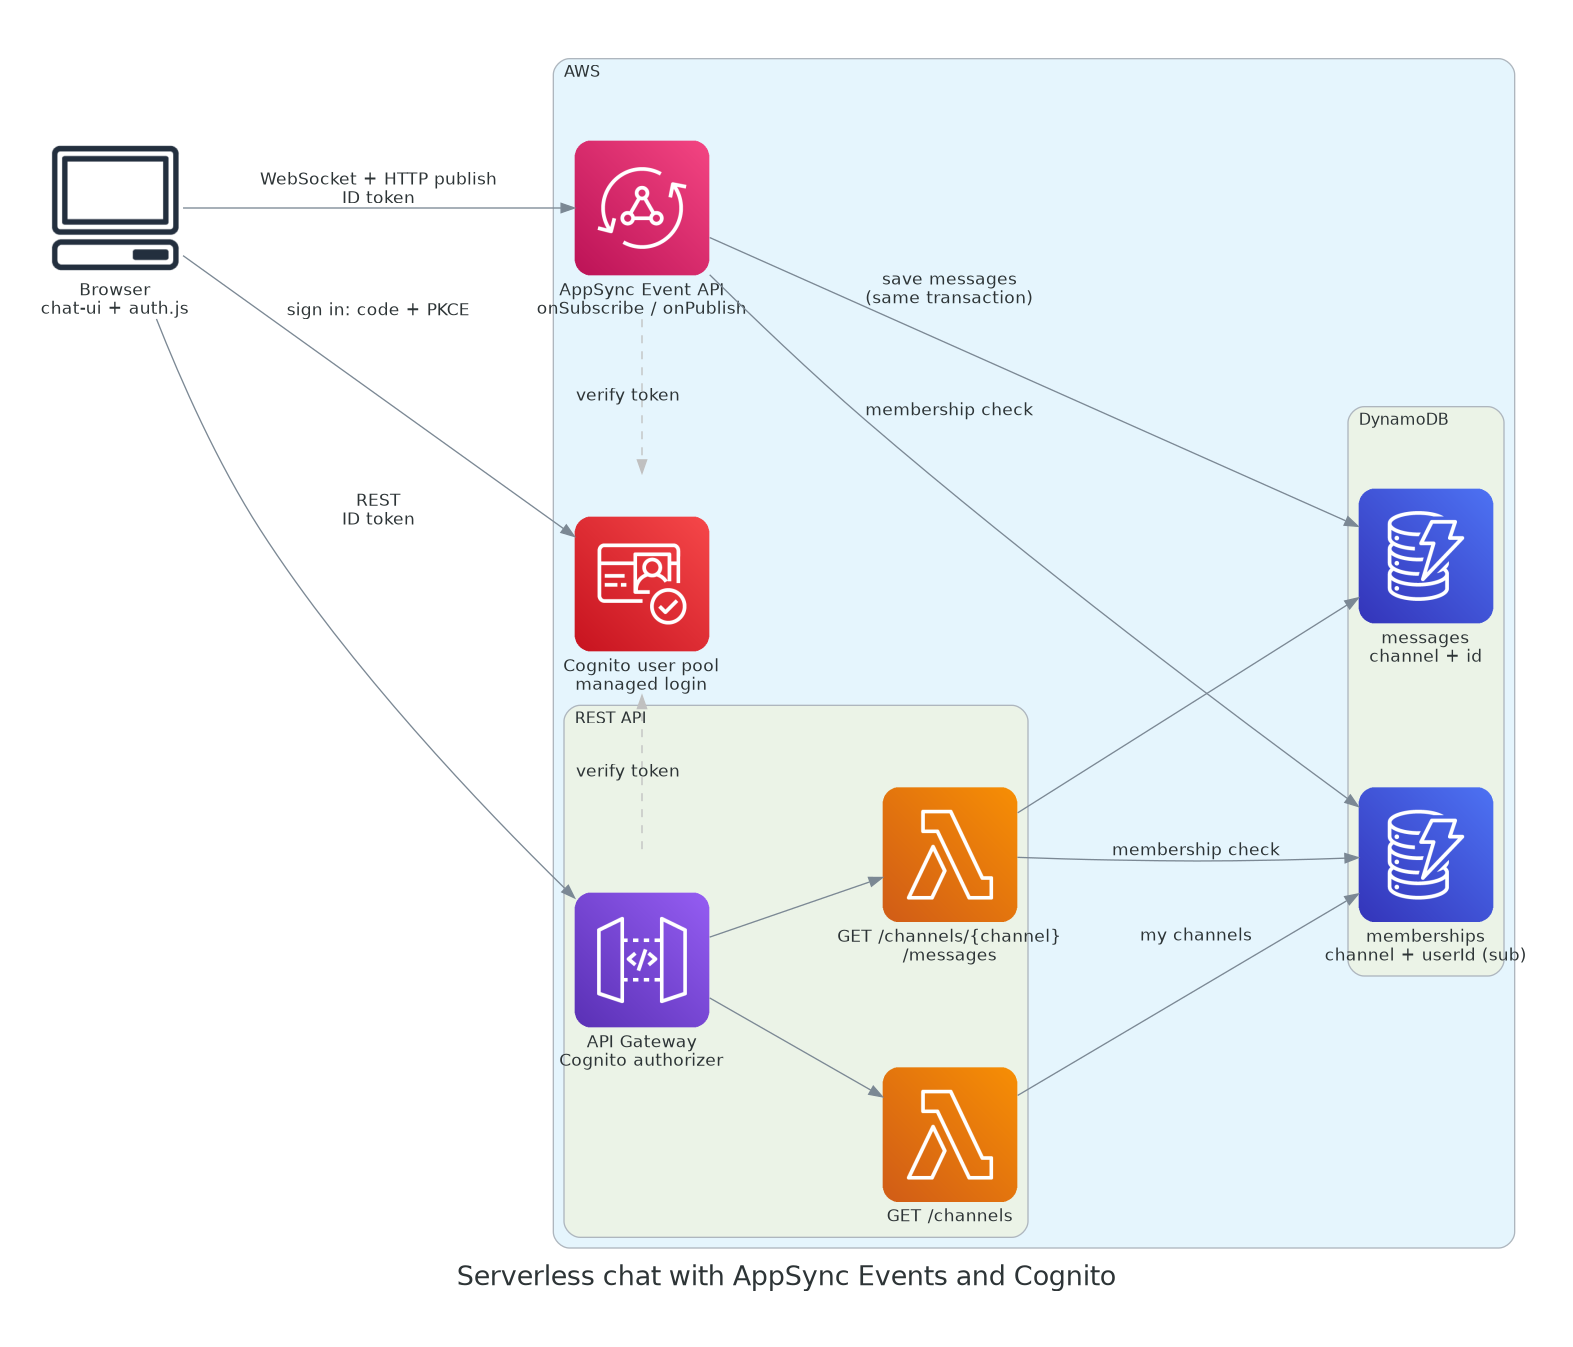 AWS
WebSocket + HTTP publish
ID token
Browser
chat-ui + auth.js
AppSync Event API
onSubscribe / onPublish
sign in: code + PKCE
save messages
(same transaction)
verify token
membership check
DynamoDB
REST
ID token
messages
channel + id
Cognito user pool
managed login
REST API
verify token
membership check
GET /channels/{channel}
/messages
my channels
memberships
channel + userId (sub)
API Gateway
Cognito authorizer
GET /channels
Serverless chat with AppSync Events and Cognito